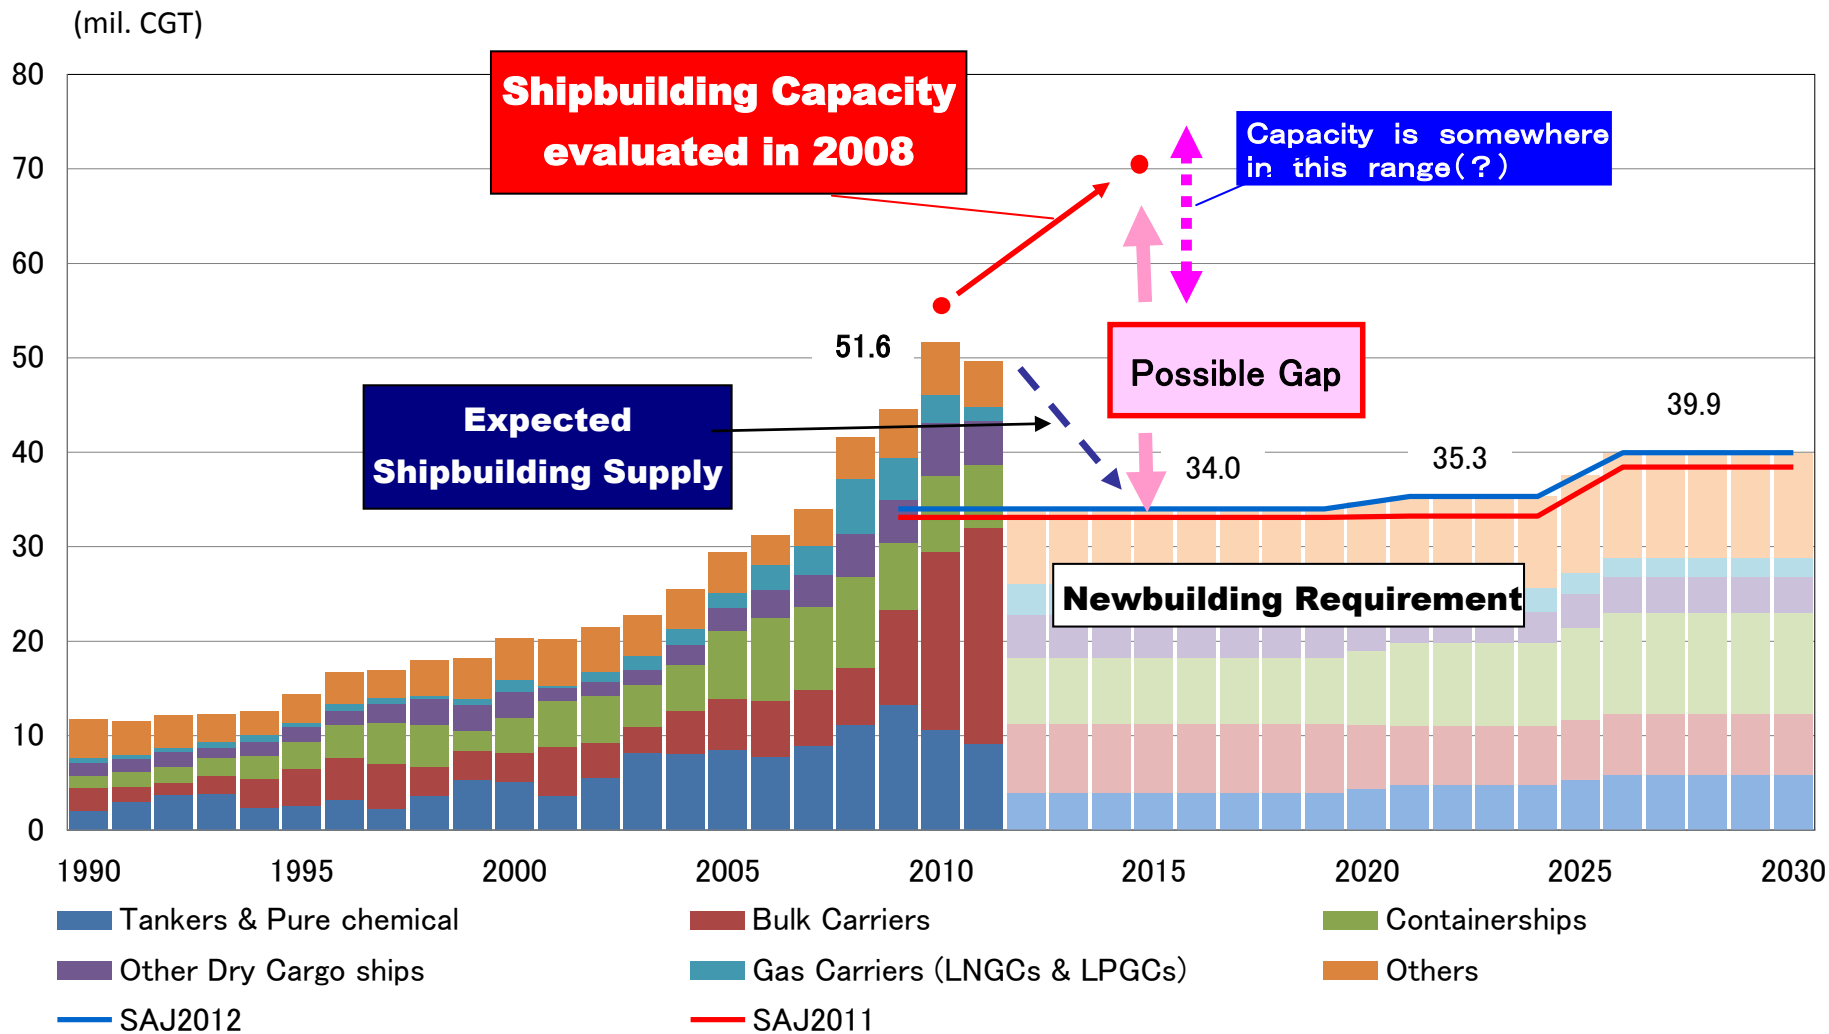 (mil. CGT)
80
70
60
50
40
30
20
10
0
Shipbuilding Capacity
evaluated in 2008
Capacity is somewhere
in this range(?)
51.6
Possible Gap
Expected
Shipbuilding Supply
34.0
35.3
39.9
Newbuilding Requirement
1990 1995 2000 2005 2010 2015 2020 2025 2030
Tankers & Pure chemical Bulk Carriers Containerships
Other Dry Cargo ships Gas Carriers (LNGCs & LPGCs) Others
SAJ2012 SAJ2011